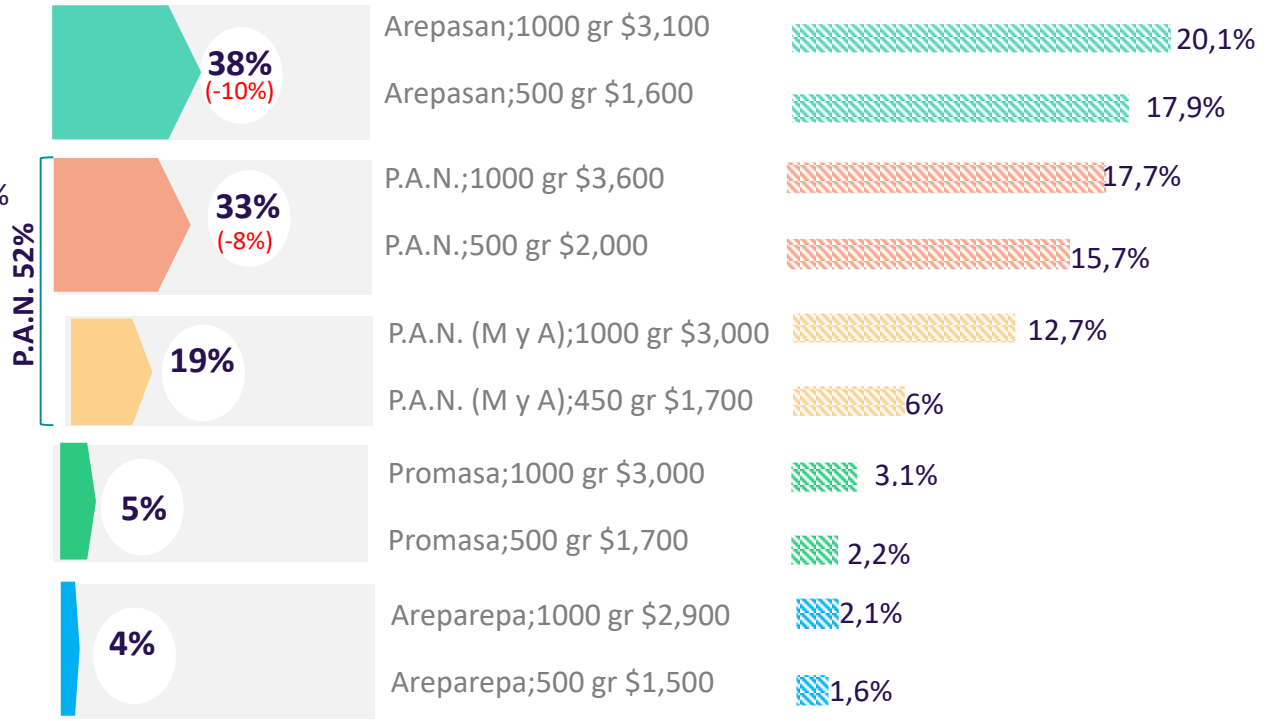 Arepasan;1000 gr $3,100
20,1%
38%
(-10%)
Arepasan;500 gr $1,600
17,9%
%
P.A.N. 52%
P.A.N.;1000 gr $3,600
17,7%
33%
(-8%)
P.A.N.;500 gr $2,000
15,7%
P.A.N. (M y A);1000 gr $3,000
12,7%
19%
P.A.N. (M y A);450 gr $1,700
6%
Promasa;1000 gr $3,000
3,1%
5%
Promasa;500 gr $1,700
2,2%
Areparepa;1000 gr $2,900
2,1%
4%
Areparepa;500 gr $1,500
1,6%